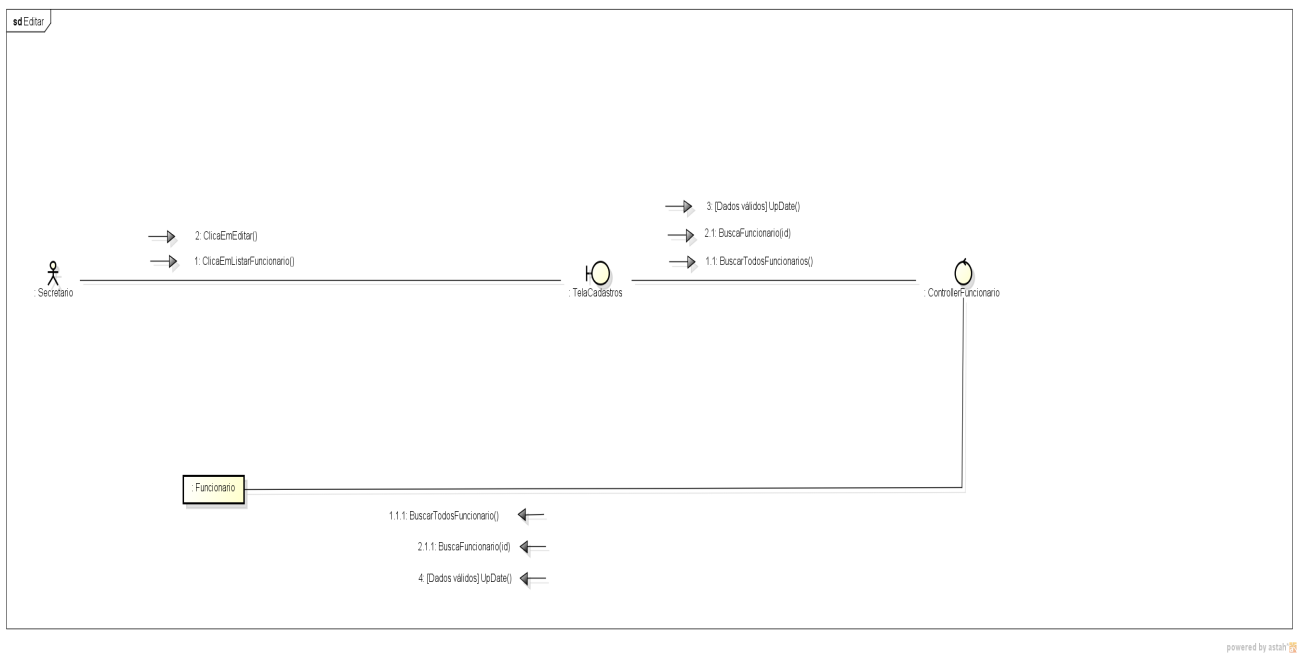 sd Editar
3: [Dados válidos] UpDate()
2: ClicaEmEditar()
2.1: BuscaFuncionario(id)
1: ClicaEmListarFuncionario()
1.1: BuscarTodosFuncionarios()
: Secretario
: TelaCadastros
: ControllerFuncionario
: Funcionario
1.1.1: BuscarTodosFuncionario()
2.1.1: BuscaFuncionario(id)
4: [Dados válidos] UpDate()
powered by astah*